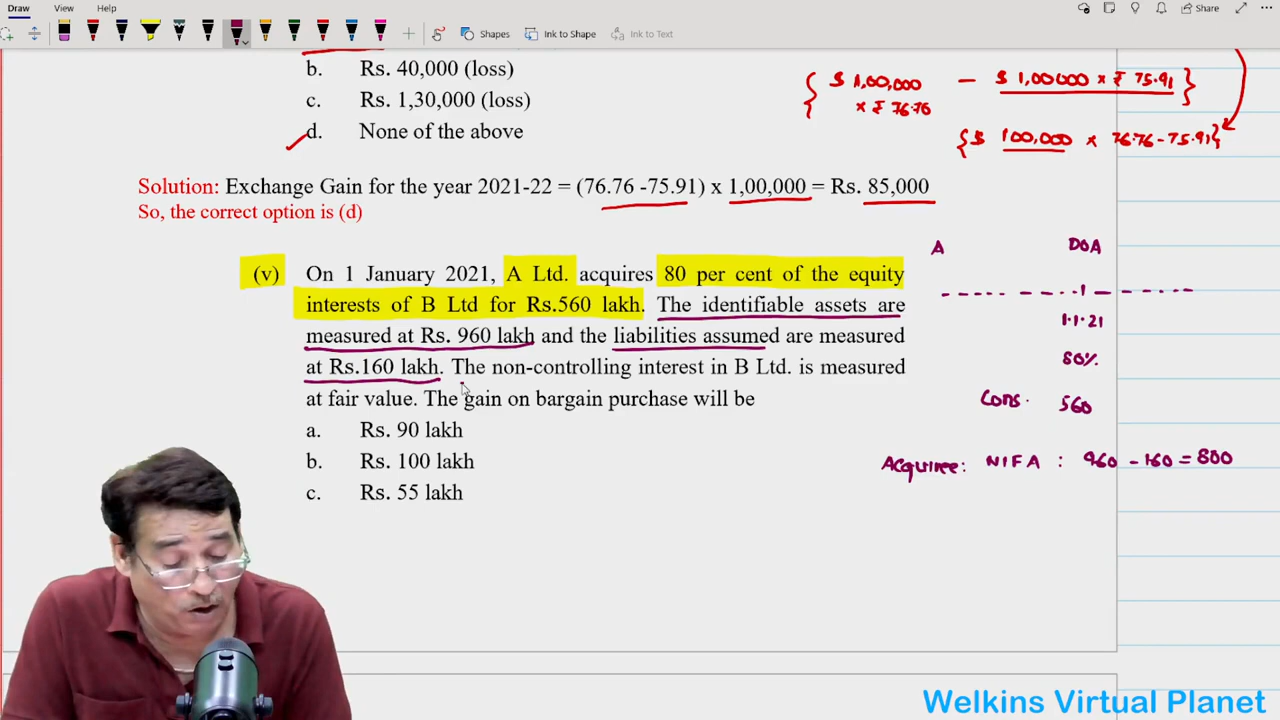 Draw View Help
Share
Shapes Ink to Shape Ink to Text
b. Rs. 40,000 (loss)
c. Rs. 1,30,000 (loss)
d. None of the above
{ $ 1,00,000 × ₹ 76.76 — $ 1,00,000 × ₹ 75.91 }
{ $ 100,000 × 76.76 - 75.91 }
Solution: Exchange Gain for the year 2021-22 = (76.76 -75.91) x 1,00,000 = Rs. 85,000
So, the correct option is (d)
(v) On 1 January 2021, A Ltd. acquires 80 per cent of the equity
interests of B Ltd for Rs.560 lakh. The identifiable assets are
measured at Rs. 960 lakh and the liabilities assumed are measured
at Rs.160 lakh. The non-controlling interest in B Ltd. is measured
at fair value. The gain on bargain purchase will be
a. Rs. 90 lakh
b. Rs. 100 lakh
c. Rs. 55 lakh
A DOA
1.1.21
80%
Cons. 560
Acquiree: NIFA : 960 - 160 = 800
Welkins Virtual Planet